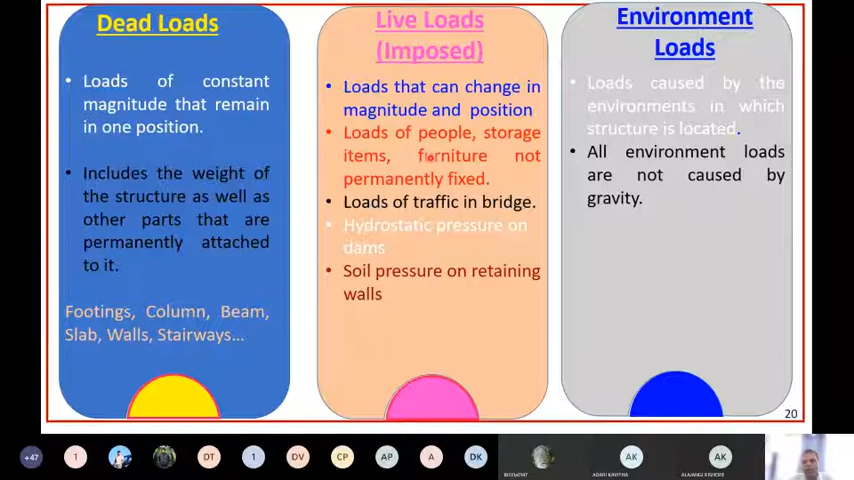 Dead Loads
Loads of constant
magnitude that remain
in one position.
Includes the weight of
the structure as well as
other parts that are
permanently attached
to it.
Footings, Column, Beam,
Slab, Walls, Stairways...
Live Loads
(Imposed)
Loads that can change in
magnitude and position
Loads of people, storage
items, furniture not
permanently fixed.
Loads of traffic in bridge.
Hydrostatic pressure on
dams
Soil pressure on retaining
walls
Environment
Loads
Loads caused by the
environments in which
structure is located.
All environment loads
are not caused by
gravity.
20
+47
1
DT
1
DV
CP
AP
A
DK
AK
AK